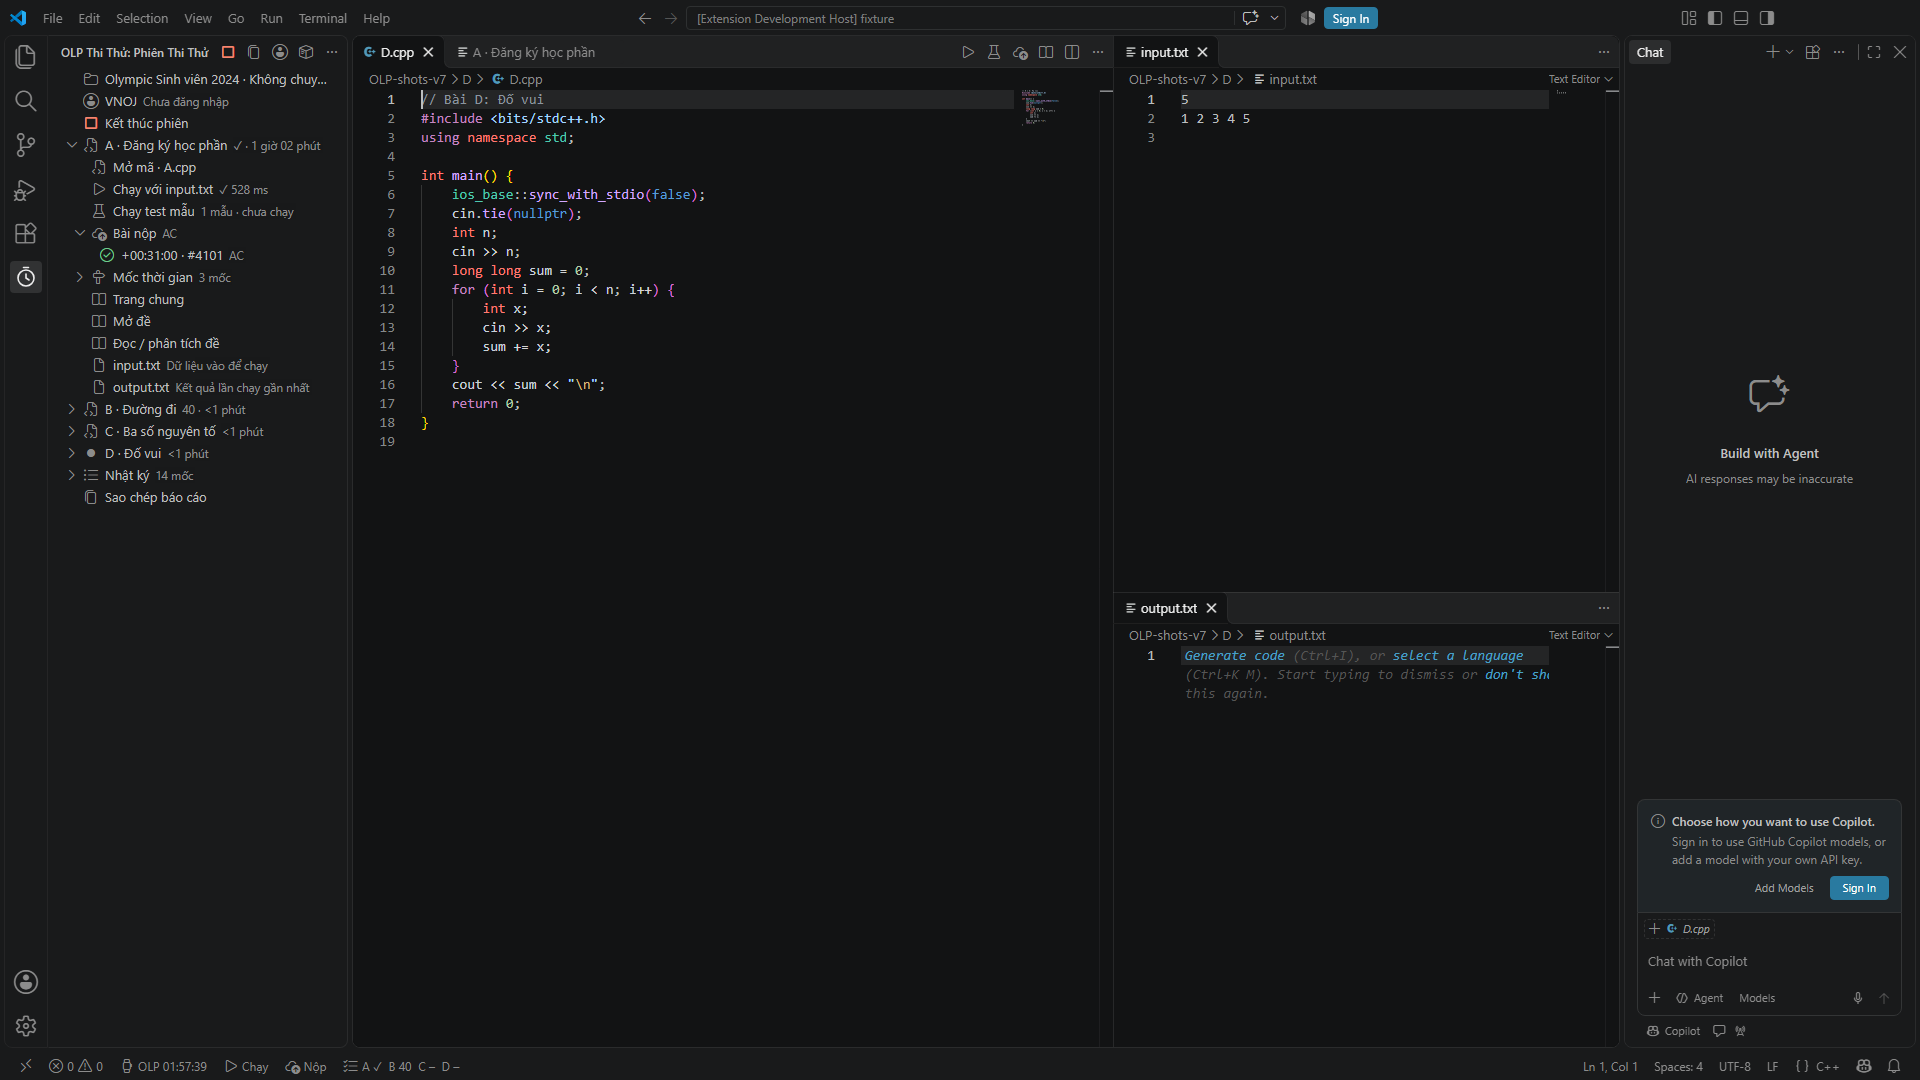 File Edit Selection View Go Run Terminal Help
[Extension Development Host] fixture
Sign In
OLP Thi Thử: Phiên Thi Thử
Olympic Sinh viên 2024 · Không chuy...
VNOJ Chưa đăng nhập
Kết thúc phiên
A · Đăng ký học phần ✓ · 1 giờ 02 phút
Mở mã · A.cpp
Chạy với input.txt ✓ 528 ms
Chạy test mẫu 1 mẫu · chưa chạy
Bài nộp AC
+00:31:00 · #4101 AC
Mốc thời gian 3 mốc
Trang chung
Mở đề
Đọc / phân tích đề
input.txt Dữ liệu vào để chạy
output.txt Kết quả lần chạy gần nhất
B · Đường đi 40 · <1 phút
C · Ba số nguyên tố <1 phút
D · Đố vui <1 phút
Nhật ký 14 mốc
Sao chép báo cáo
D.cpp
A · Đăng ký học phần
OLP-shots-v7 > D > D.cpp
1 // Bài D: Đố vui
2 #include <bits/stdc++.h>
3 using namespace std;
4
5 int main() {
6 ios_base::sync_with_stdio(false);
7 cin.tie(nullptr);
8 int n;
9 cin >> n;
10 long long sum = 0;
11 for (int i = 0; i < n; i++) {
12 int x;
13 cin >> x;
14 sum += x;
15 }
16 cout << sum << "\n";
17 return 0;
18 }
19
input.txt
OLP-shots-v7 > D > input.txt
Text Editor
1 5
2 1 2 3 4 5
3
output.txt
OLP-shots-v7 > D > output.txt
Text Editor
1 Generate code (Ctrl+I), or select a language
(Ctrl+K M). Start typing to dismiss or don't sho
this again.
Chat
Build with Agent
AI responses may be inaccurate
Choose how you want to use Copilot.
Sign in to use GitHub Copilot models, or
add a model with your own API key.
Add Models
Sign In
D.cpp
Chat with Copilot
Agent Models
Copilot
0 0 OLP 01:57:39 Chạy Nộp A ✓ B 40 C – D –
Ln 1, Col 1 Spaces: 4 UTF-8 LF {} C++